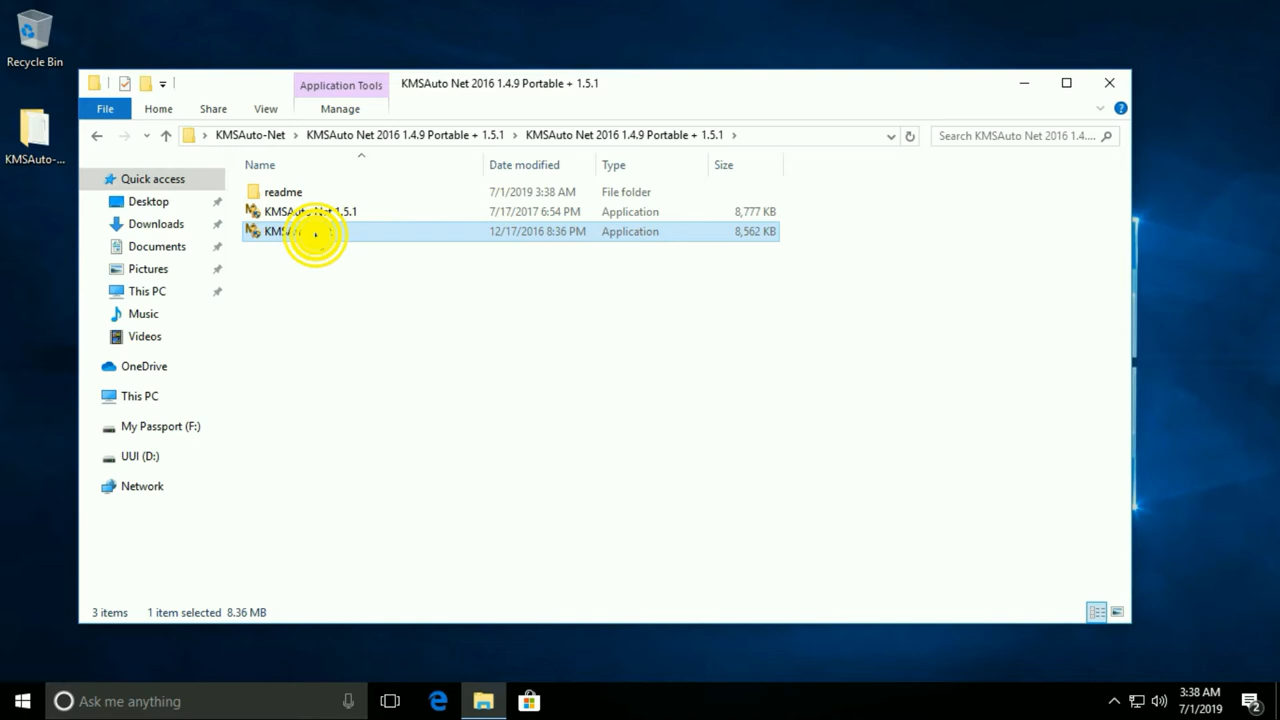 Recycle Bin
KMSAuto-...
Application Tools
KMSAuto Net 2016 1.4.9 Portable + 1.5.1
File Home Share View Manage
KMSAuto-Net KMSAuto Net 2016 1.4.9 Portable + 1.5.1 KMSAuto Net 2016 1.4.9 Portable + 1.5.1
Search KMSAuto Net 2016 1.4....
Name Date modified Type Size
readme 7/1/2019 3:38 AM File folder
KMSAuto Net 1.5.1 7/17/2017 6:54 PM Application 8,777 KB
12/17/2016 8:36 PM Application 8,562 KB
Quick access
Desktop
Downloads
Documents
Pictures
This PC
Music
Videos
OneDrive
This PC
My Passport (F:)
UUI (D:)
Network
3 items 1 item selected 8.36 MB
Ask me anything
3:38 AM
7/1/2019
2